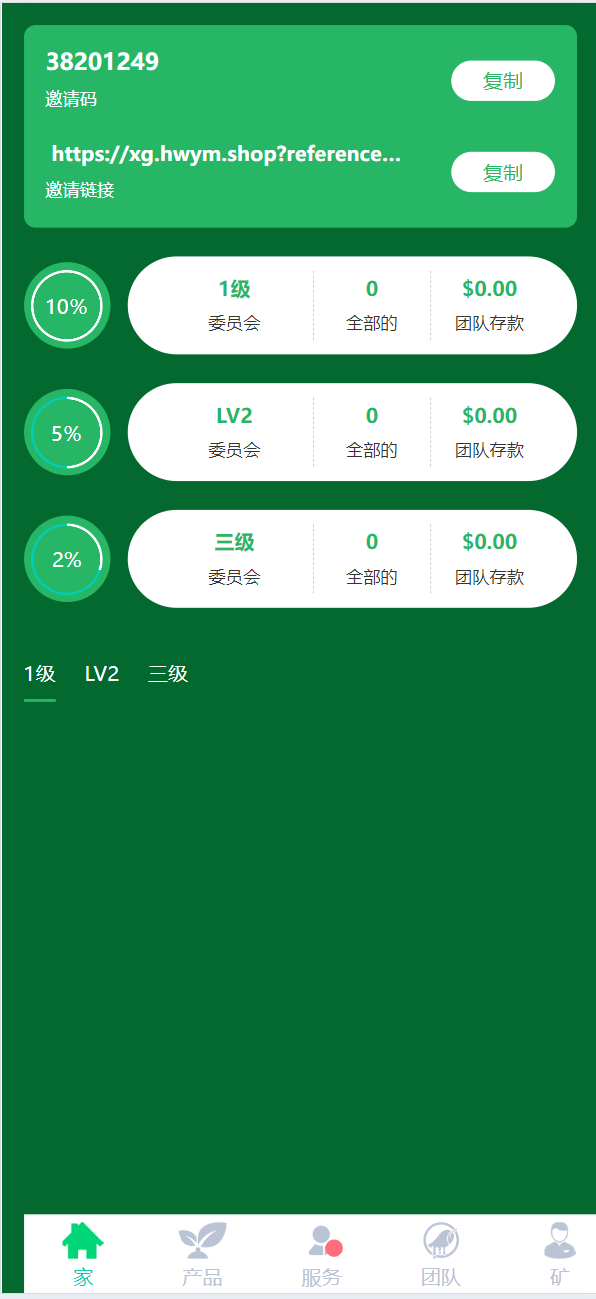 38201249
复制
邀请码
https://xg.hwym.shop?reference...
复制
邀请链接
10%
1级
0
$0.00
委员会
全部的
团队存款
5%
LV2
0
$0.00
委员会
全部的
团队存款
2%
三级
0
$0.00
委员会
全部的
团队存款
1级 LV2 三级
家 产品 服务 团队 矿